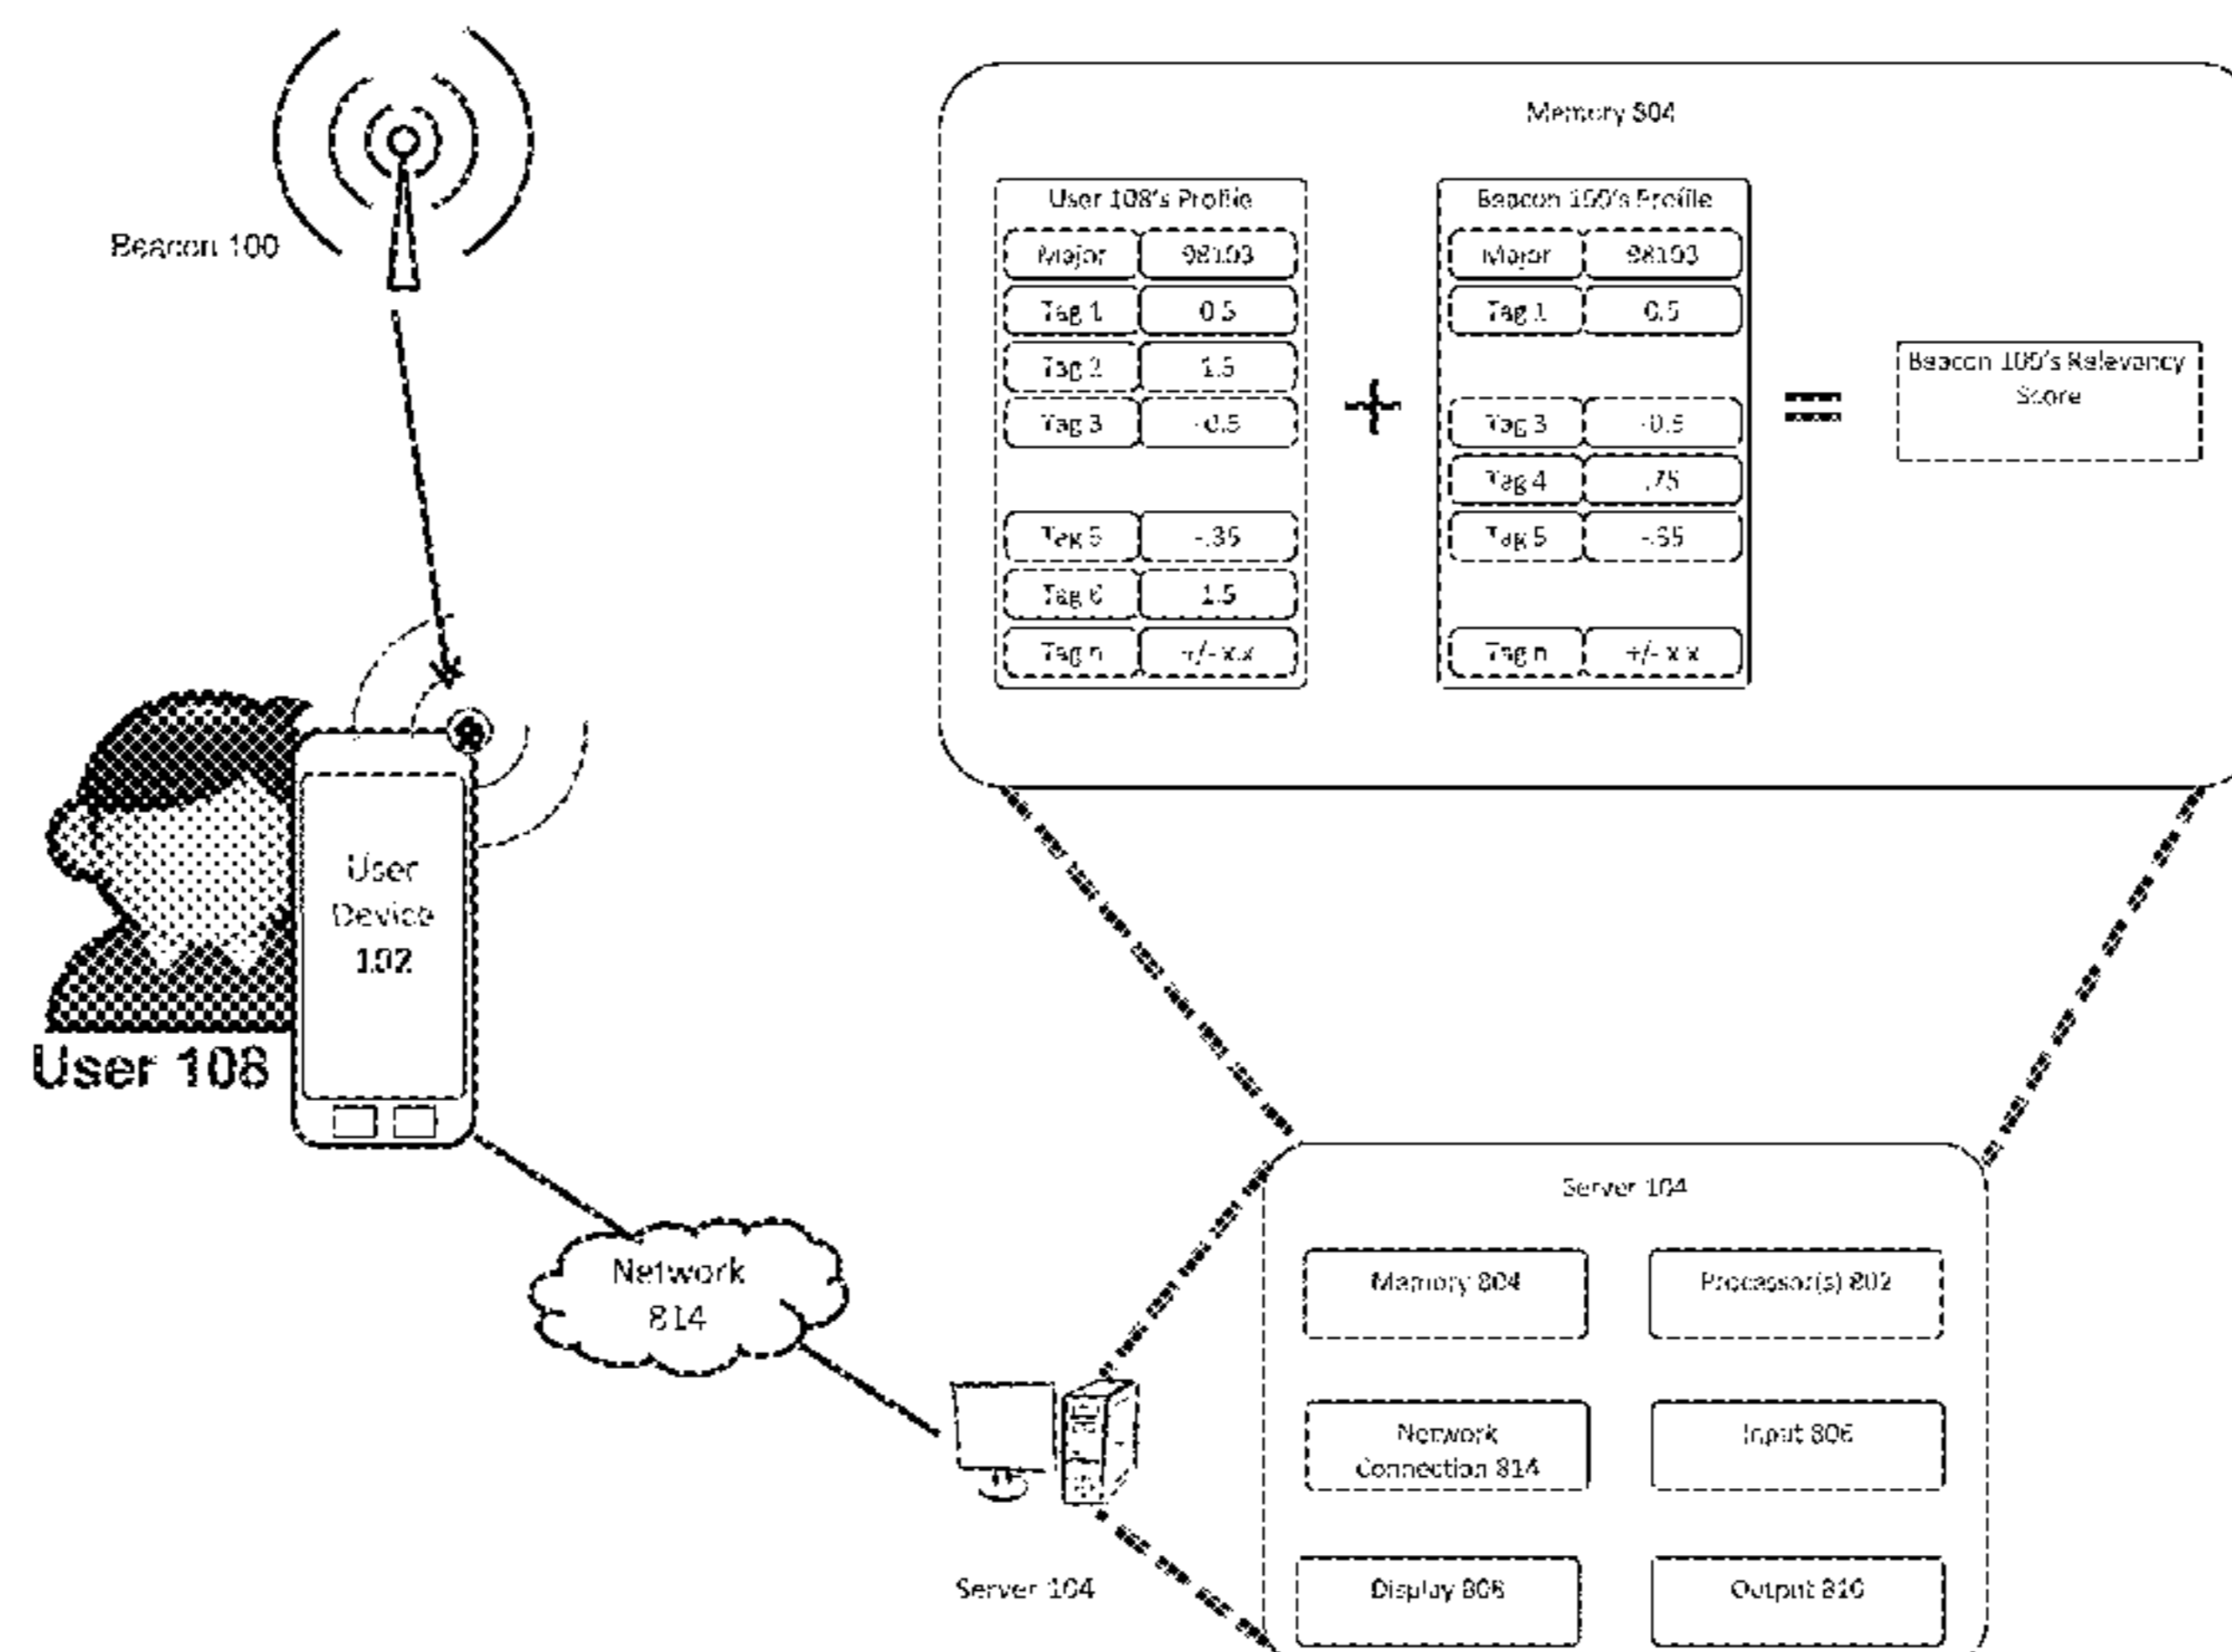 Beacon 100
Memory 804
User 108's Profile
Major 98103
Tag 1 0.5
Tag 2 1.5
Tag 3 -0.5
Tag 5 -.35
Tag 6 1.5
Tag n +/- x.x
+
Beacon 100's Profile
Major 98103
Tag 1 0.5
Tag 3 -0.5
Tag 4 .75
Tag 5
Tag n +/- x.x
=
Beacon 100's Relevancy
Score
User
Device
102
User 108
Network
814
Server 104
Server 104
Memory 804
Processor(s) 802
Network
Connection 814
Input 806
Display 808
Output 810